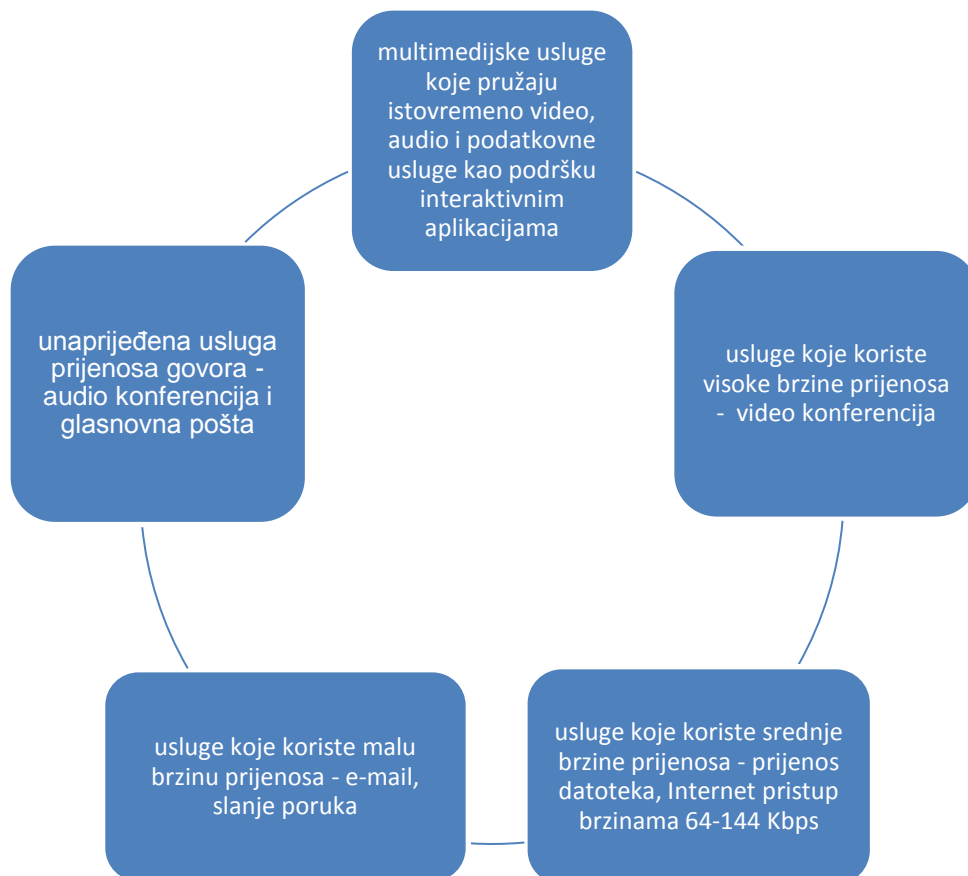 multimedijske usluge
koje pružaju
istovremeno video,
audio i podatkovne
usluge kao podršku
interaktivnim
aplikacijama
usluge koje koriste
visoke brzine prijenosa
- video konferencija
usluge koje koriste srednje
brzine prijenosa - prijenos
datoteka, Internet pristup
brzinama 64-144 Kbps
usluge koje koriste malu
brzinu prijenosa - e-mail,
slanje poruka
unaprijeđena usluga
prijenosa govora -
audio konferencija i
glasnovna pošta